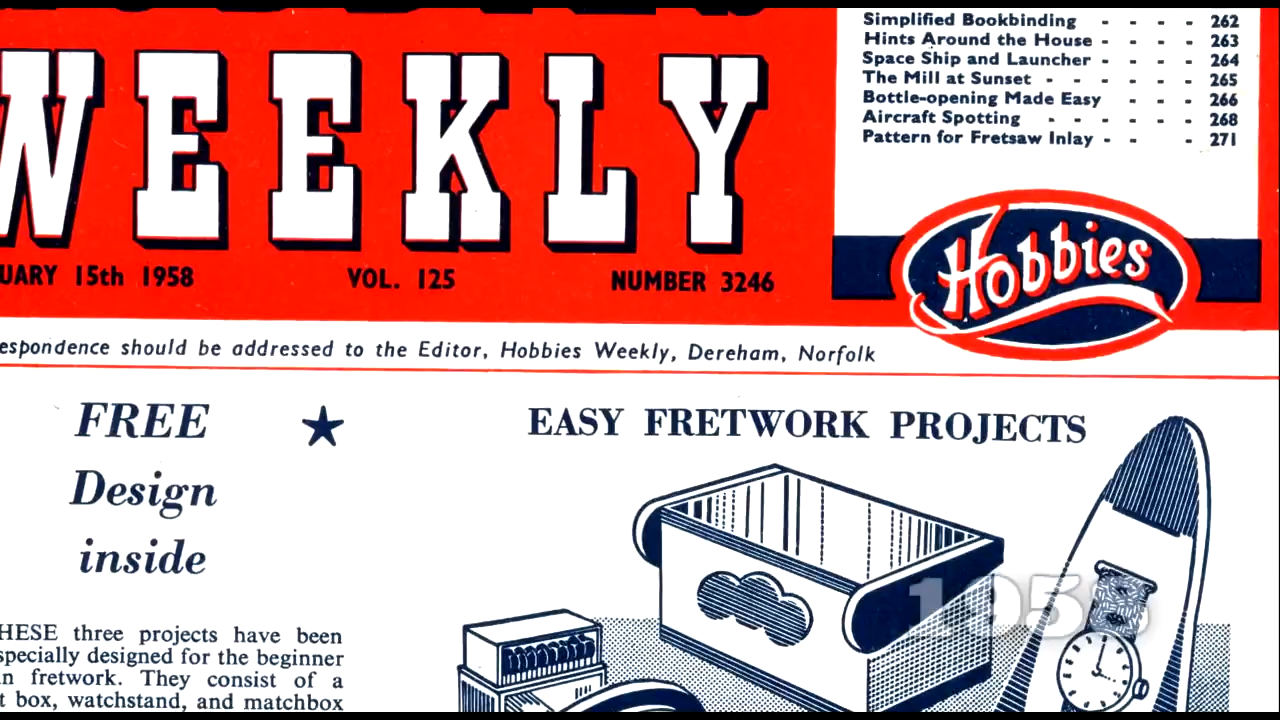 WEEKLY
UARY 15th 1958 VOL. 125 NUMBER 3246
Simplified Bookbinding - - - - 262
Hints Around the House - - - - 263
Space Ship and Launcher - - - - 264
The Mill at Sunset - - - - - 265
Bottle-opening Made Easy - - - 266
Aircraft Spotting - - - - - 268
Pattern for Fretsaw Inlay - - - 271
Hobbies
espondence should be addressed to the Editor, Hobbies Weekly, Dereham, Norfolk
FREE
Design
inside
EASY FRETWORK PROJECTS
HESE three projects have been
specially designed for the beginner
in fretwork. They consist of a
t box, watchstand, and matchbox